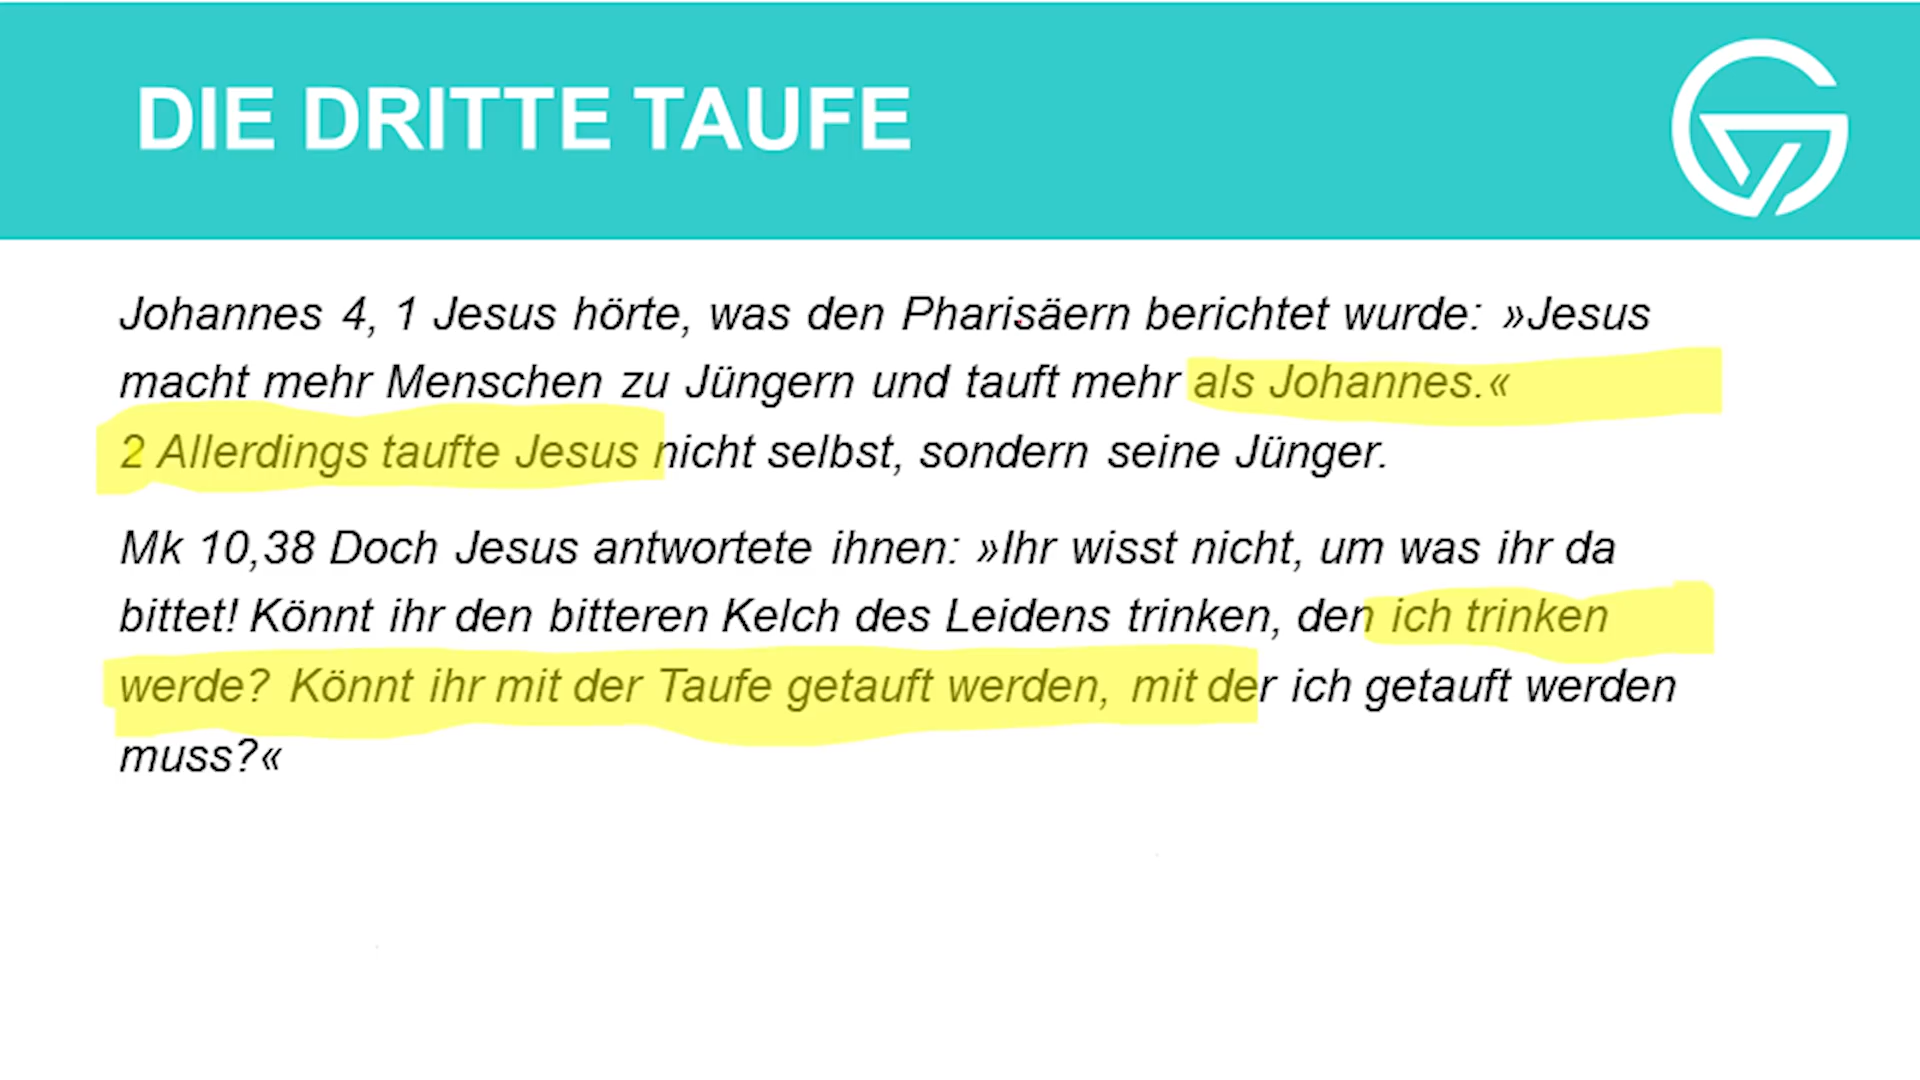 DIE DRITTE TAUFE
Johannes 4, 1 Jesus hörte, was den Pharisäern berichtet wurde: »Jesus
macht mehr Menschen zu Jüngern und tauft mehr als Johannes.«
2 Allerdings taufte Jesus nicht selbst, sondern seine Jünger.
Mk 10,38 Doch Jesus antwortete ihnen: »Ihr wisst nicht, um was ihr da
bittet! Könnt ihr den bitteren Kelch des Leidens trinken, den ich trinken
werde? Könnt ihr mit der Taufe getauft werden, mit der ich getauft werden
muss?«